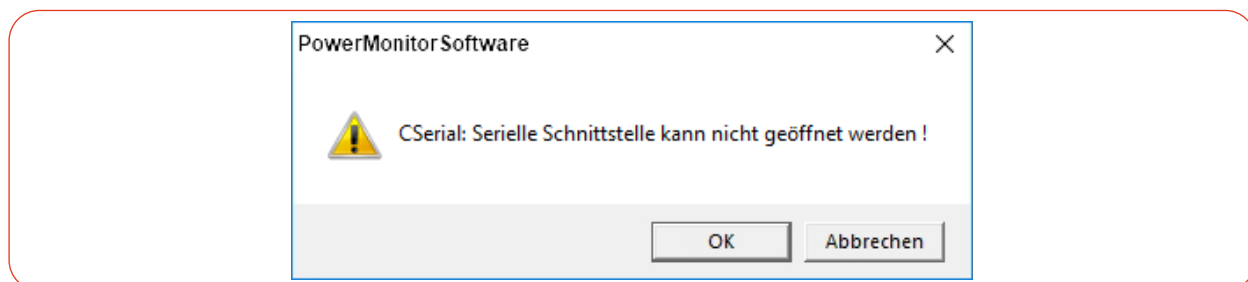 PowerMonitorSoftware
CSerial: Serielle Schnittstelle kann nicht geöffnet werden !
OK
Abbrechen